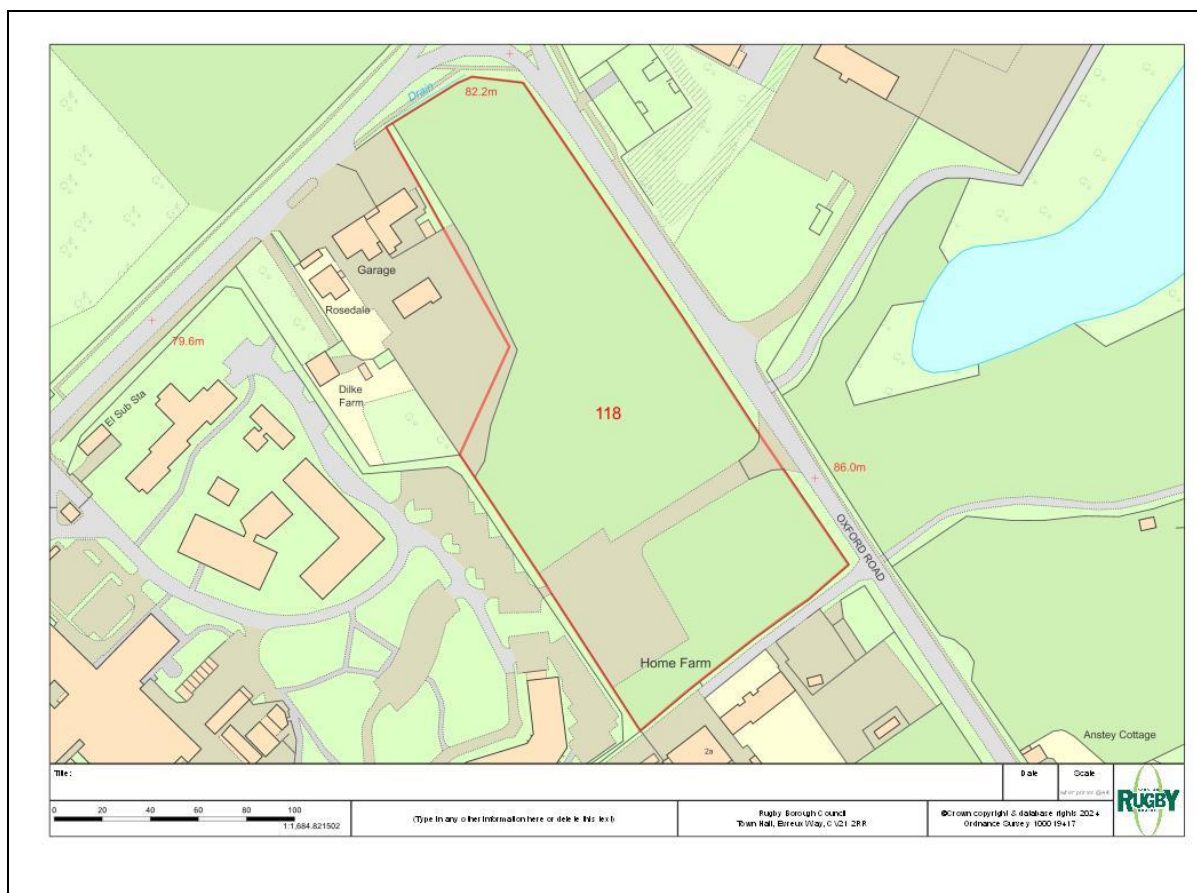 Drain
82.2m
Garage
Rosedale
79.6m
Dilke
Farm
El Sub Sta
118
86.0m
OXFORD ROAD
Home Farm
2a
Anstey Cottage
Title:
Date
Scale
0 20 40 60 80 100
1:1,684.821502
(Type in any other information here or delete this text)
Rugby Borough Council
Town Hall, Evreux Way, CV21 2RR
©Crown copyright & database rights 2024
Ordnance Survey 100019417
RUGBY